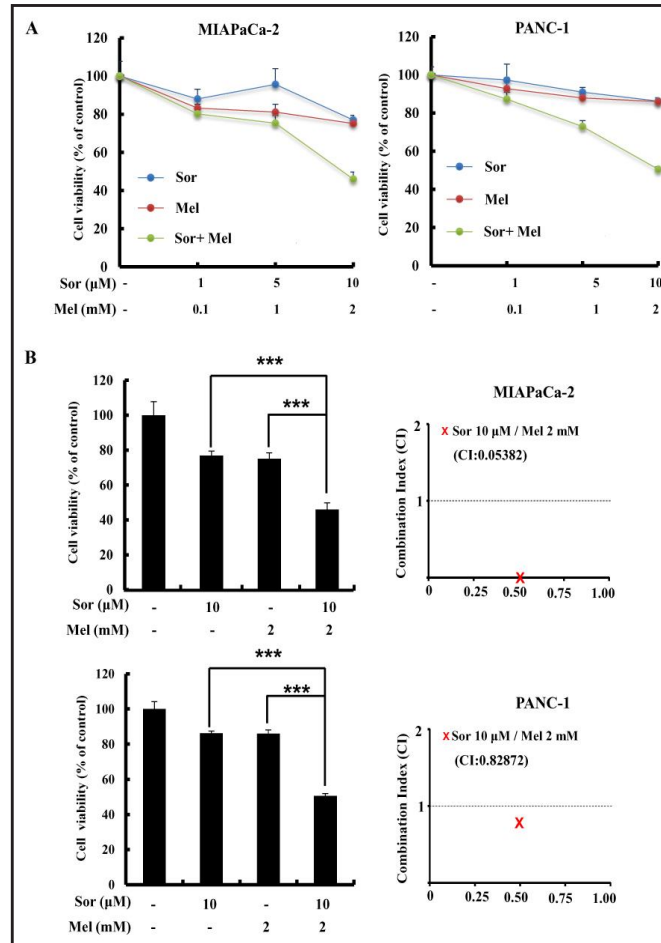 A
MIAPaCa-2
PANC-1
Cell viability (% of control)
120
100
80
60
40
20
0
Sor
Mel
Sor+ Mel
Sor (µM) - 1 5 10
Mel (mM) - 0.1 1 2
Cell viability (% of control)
120
100
80
60
40
20
0
Sor
Mel
Sor+ Mel
- 1 5 10
- 0.1 1 2
B
Cell viability (% of control)
120
100
80
60
40
20
0
***
***
Sor (µM) - 10 - 10
Mel (mM) - - 2 2
MIAPaCa-2
Combination Index (CI)
2
1
0
X Sor 10 µM / Mel 2 mM
(CI:0.05382)
X
0 0.25 0.50 0.75 1.00
Cell viability (% of control)
120
100
80
60
40
20
0
***
***
Sor (µM) - 10 - 10
Mel (mM) - - 2 2
PANC-1
Combination Index (CI)
2
1
0
X Sor 10 µM / Mel 2 mM
(CI:0.82872)
X
0 0.25 0.50 0.75 1.00